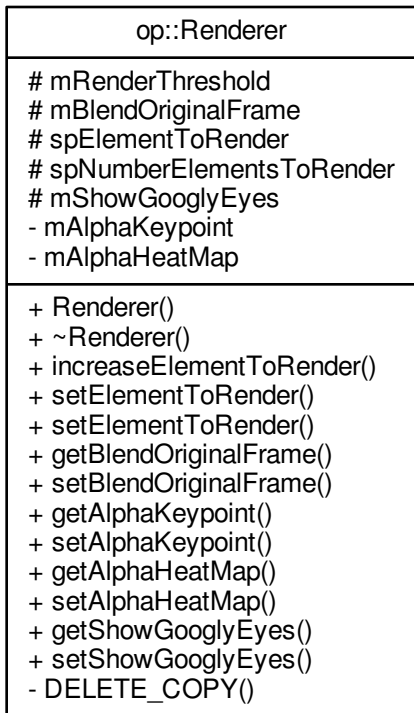 op::Renderer
# mRenderThreshold
# mBlendOriginalFrame
# spElementToRender
# spNumberElementsToRender
# mShowGooglyEyes
- mAlphaKeypoint
- mAlphaHeatMap
+ Renderer()
+ ~Renderer()
+ increaseElementToRender()
+ setElementToRender()
+ setElementToRender()
+ getBlendOriginalFrame()
+ setBlendOriginalFrame()
+ getAlphaKeypoint()
+ setAlphaKeypoint()
+ getAlphaHeatMap()
+ setAlphaHeatMap()
+ getShowGooglyEyes()
+ setShowGooglyEyes()
- DELETE_COPY()